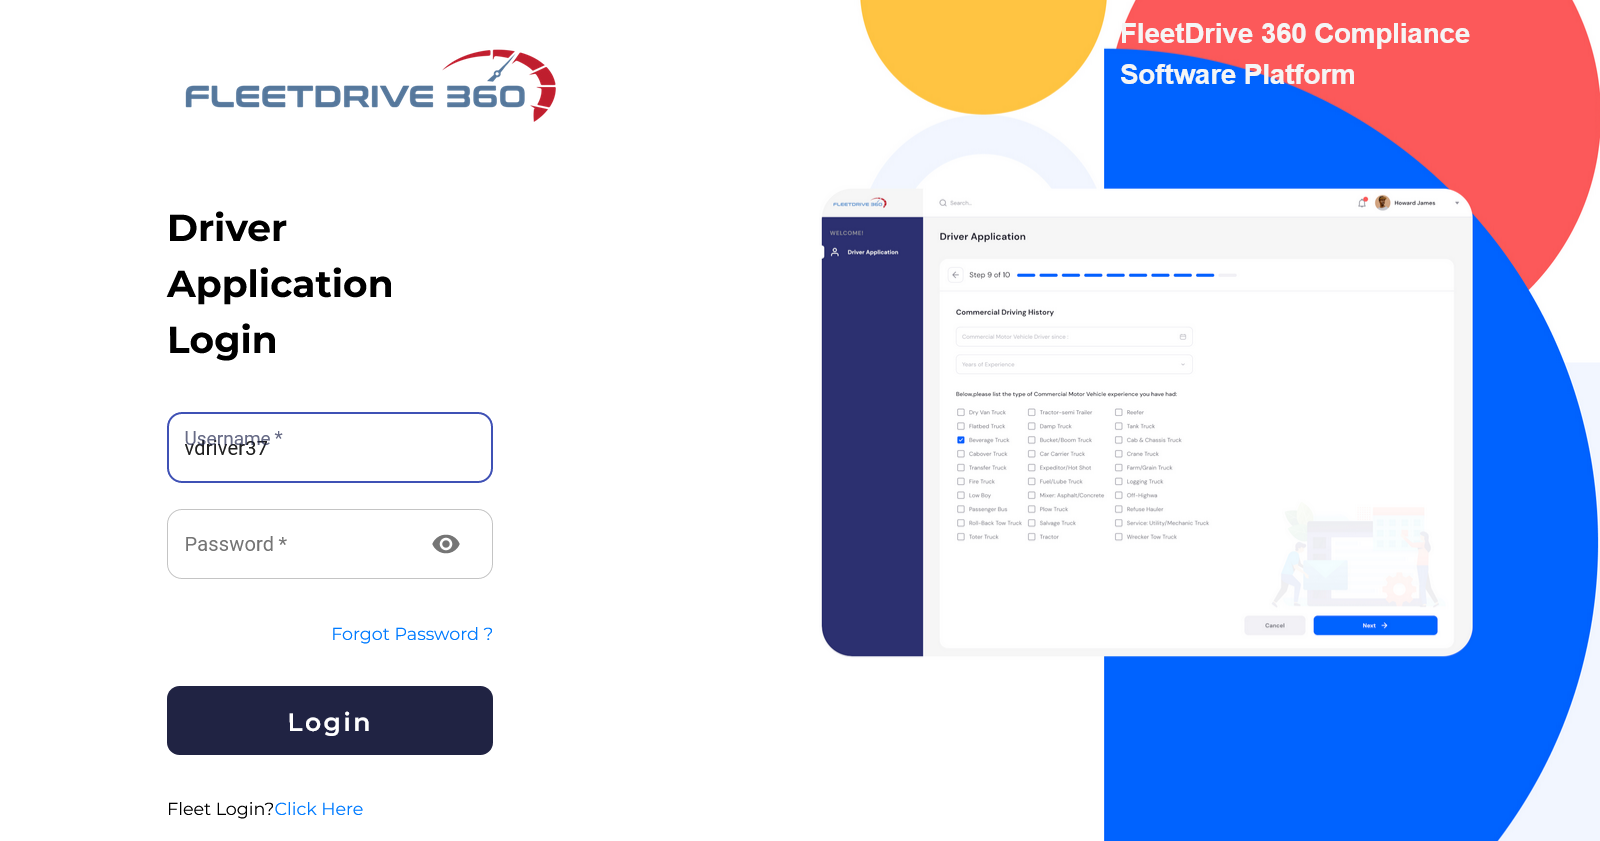 FLEETDRIVE 360
Driver
Application
Login
Username *
vdriver37
Password *
Forgot Password ?
Login
Fleet Login?Click Here
FleetDrive 360 Compliance
Software Platform
FLEETDRIVE 360
Search..
Howard James
WELCOME!
Driver Application
Driver Application
Step 9 of 10
Commercial Driving History
Commercial Motor Vehicle Driver since
Years of Experience
Below,please list the type of Commercial Motor Vehicle experience you have had:
Dry Van Truck Tractor-semi Trailer Reefer
Flatbed Truck Damp Truck Tank Truck
Beverage Truck Bucket/Boom Truck Cab & Chassis Truck
Cabover Truck Car Carrier Truck Crane Truck
Transfer Truck Expeditor/Hot Shot Farm/Grain Truck
Fire Truck Fuel/Lube Truck Logging Truck
Low Boy Mixer: Asphalt/Concrete Off-Highwa
Passenger Bus Plow Truck Refuse Hauler
Roll-Back Tow Truck Salvage Truck Service: Utility/Mechanic Truck
Toter Truck Tractor Wrecker Tow Truck
Cancel
Next